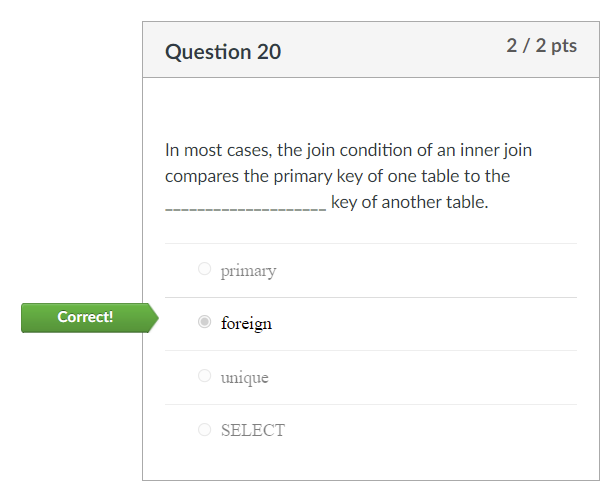 Question 20
2 / 2 pts
In most cases, the join condition of an inner join
compares the primary key of one table to the
____________________ key of another table.
primary
Correct!
foreign
unique
SELECT